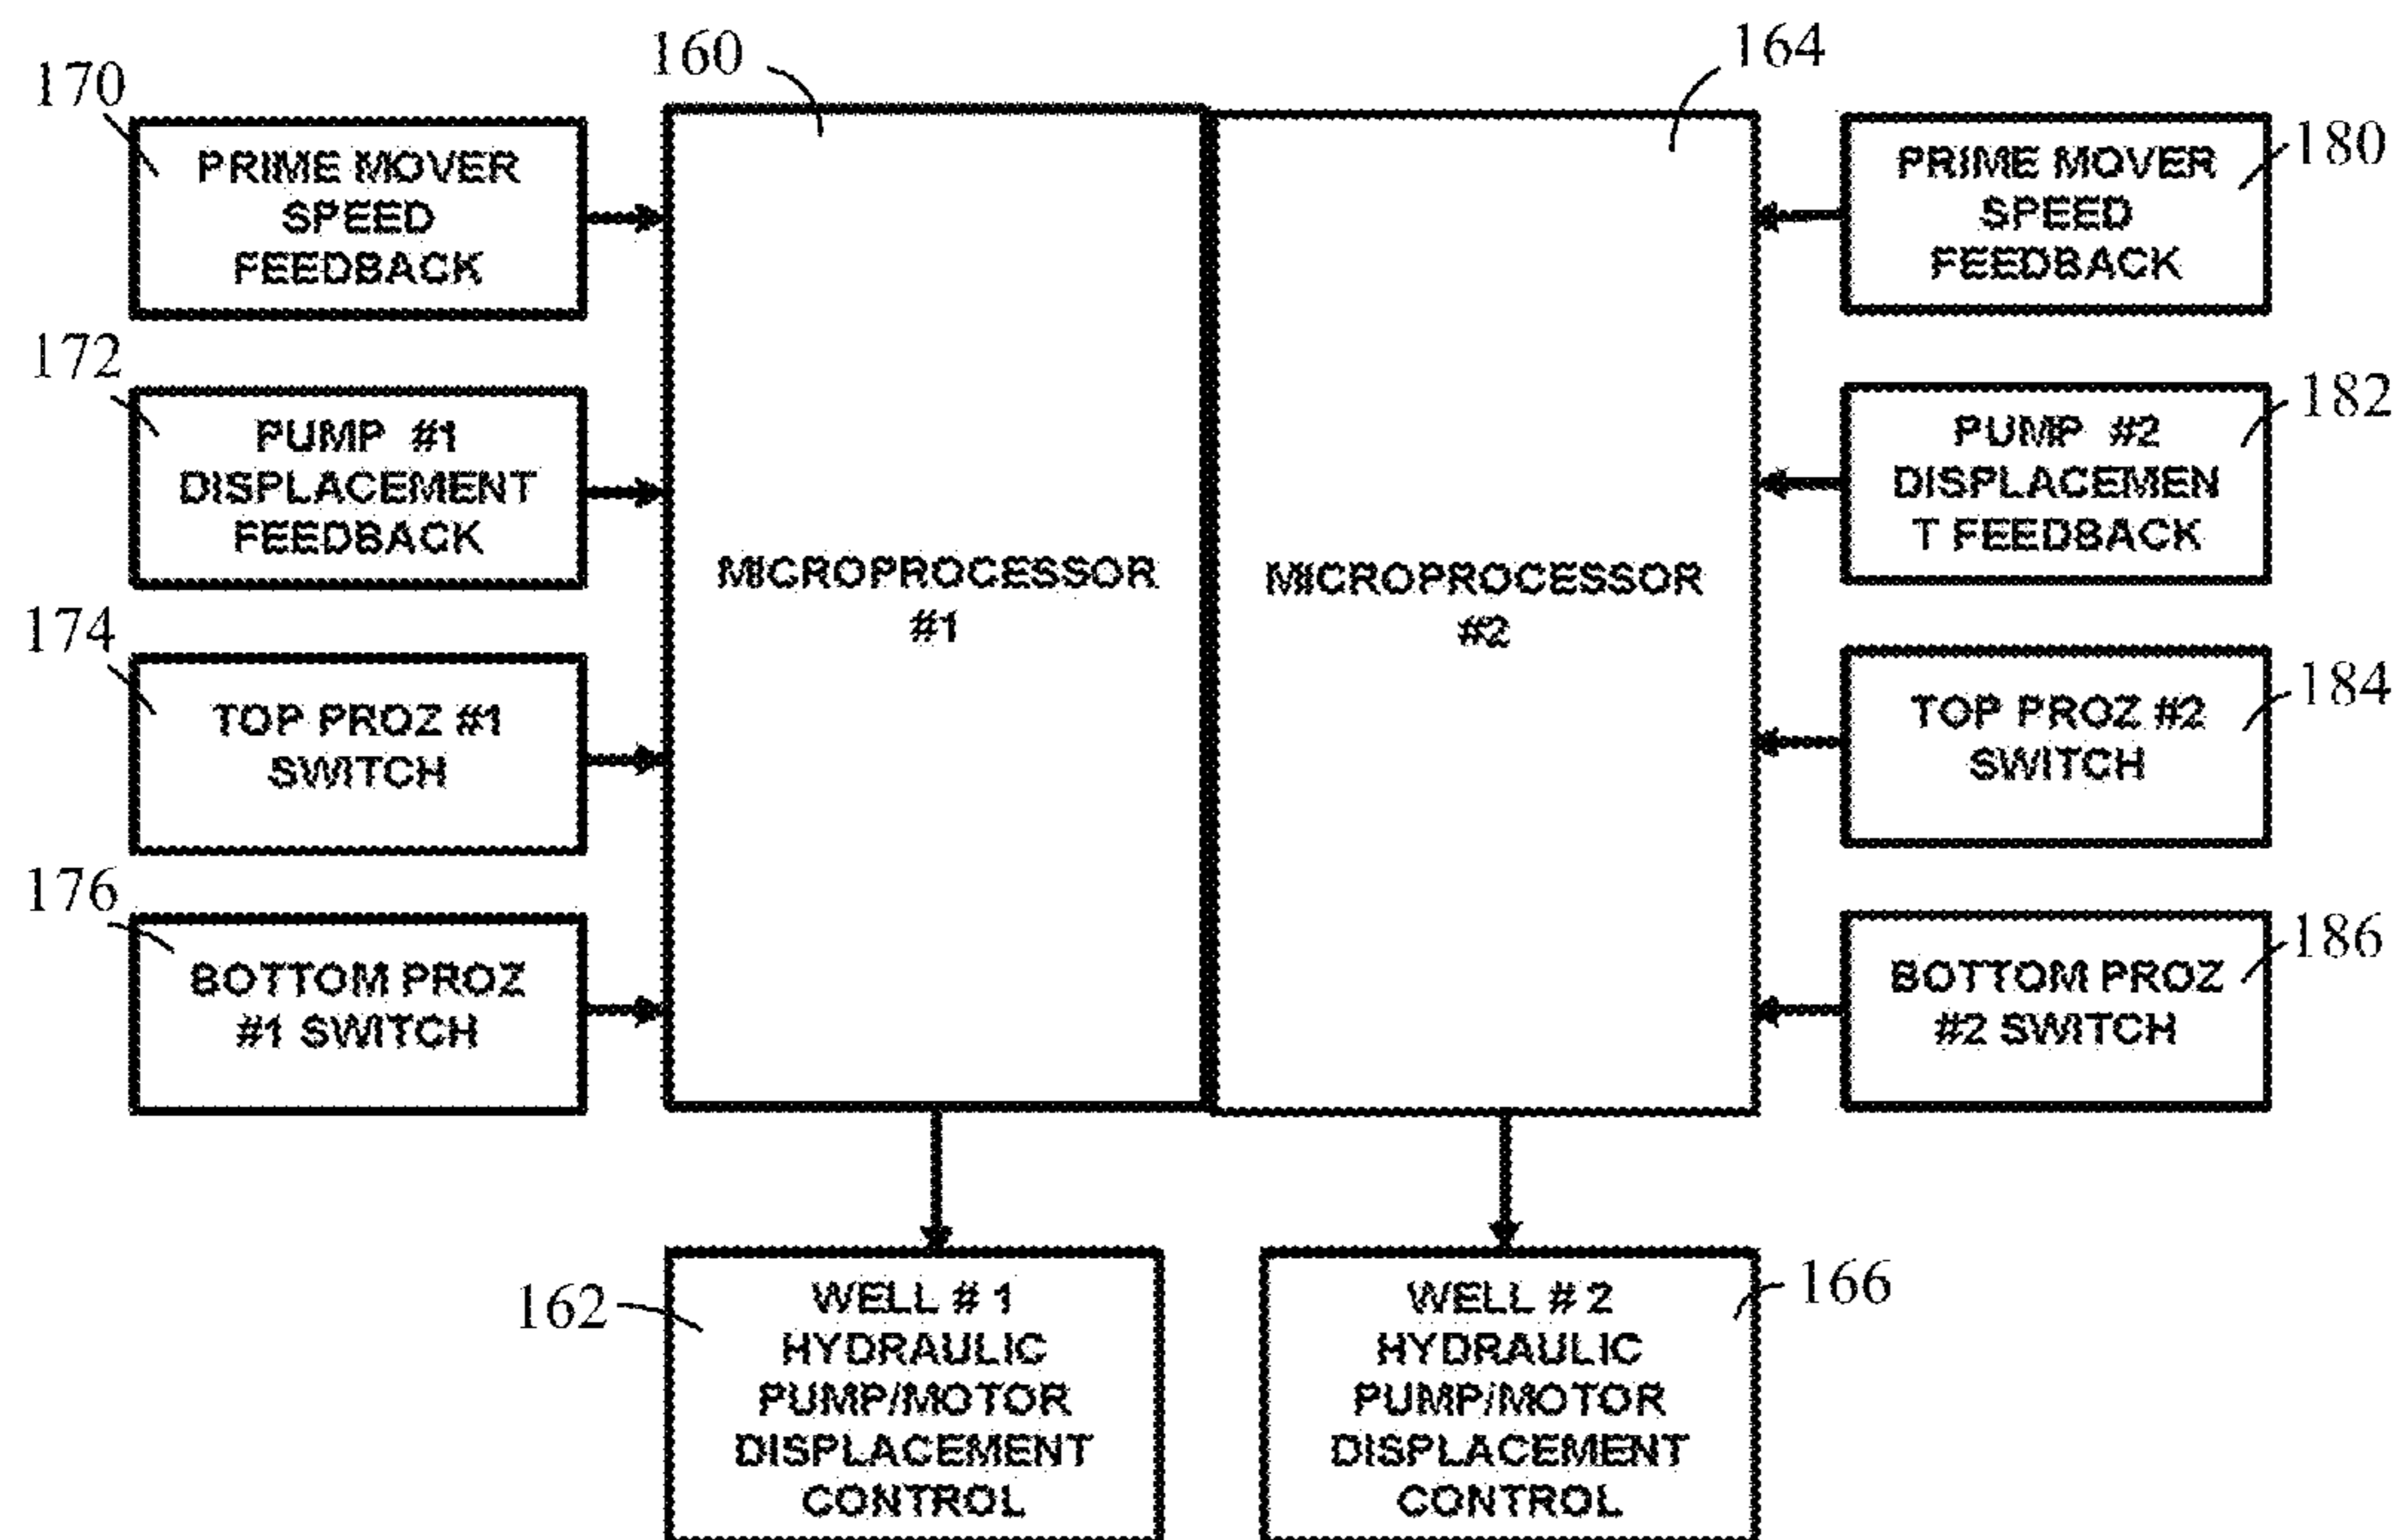 160
164
170
PRIME MOVER
SPEED
FEEDBACK
180
PRIME MOVER
SPEED
FEEDBACK
172
PUMP #1
DISPLACEMENT
FEEDBACK
182
PUMP #2
DISPLACEMEN
T FEEDBACK
MICROPROCESSOR
#1
MICROPROCESSOR
#2
174
TOP PROZ #1
SWITCH
184
TOP PROZ #2
SWITCH
176
BOTTOM PROZ
#1 SWITCH
186
BOTTOM PROZ
#2 SWITCH
162
WELL # 1
HYDRAULIC
PUMP/MOTOR
DISPLACEMENT
CONTROL
166
WELL # 2
HYDRAULIC
PUMP/MOTOR
DISPLACEMENT
CONTROL